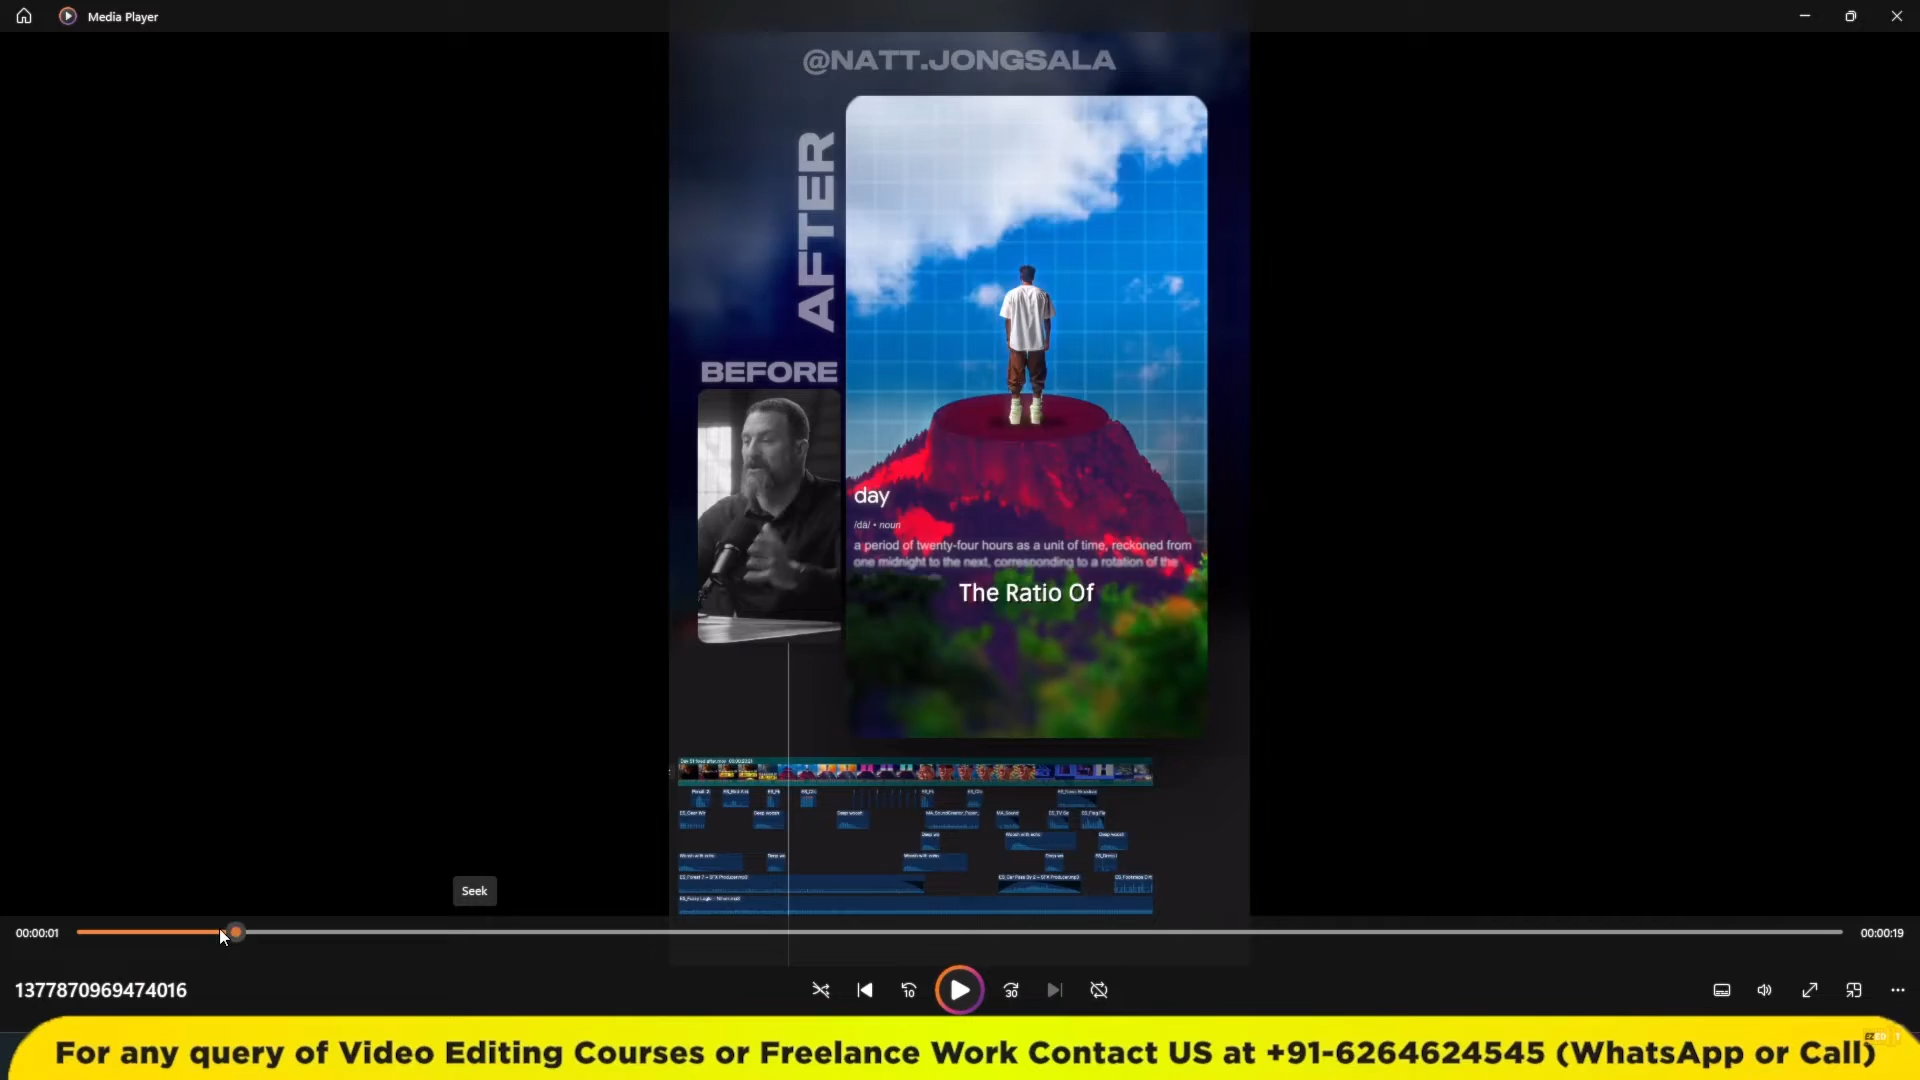 Media Player
@NATT.JONGSALA
AFTER
BEFORE
day
/dā/ • noun
a period of twenty-four hours as a unit of time, reckoned from
one midnight to the next, corresponding to a rotation of the
The Ratio Of
Seek
00:00:01
00:00:19
1377870969474016
10
30
For any query of Video Editing Courses or Freelance Work Contact US at +91-6264624545 (WhatsApp or Call)